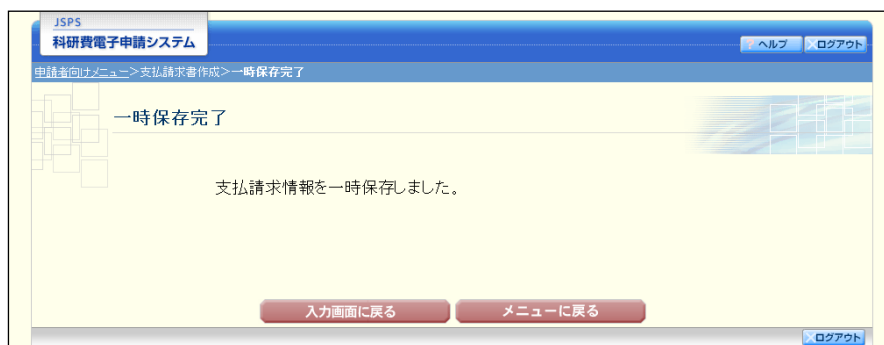 JSPS
科研費電子申請システム
? ヘルプ
ログアウト
申請者向けメニュー>支払請求書作成>一時保存完了
一時保存完了
支払請求情報を一時保存しました。
入力画面に戻る
メニューに戻る
ログアウト